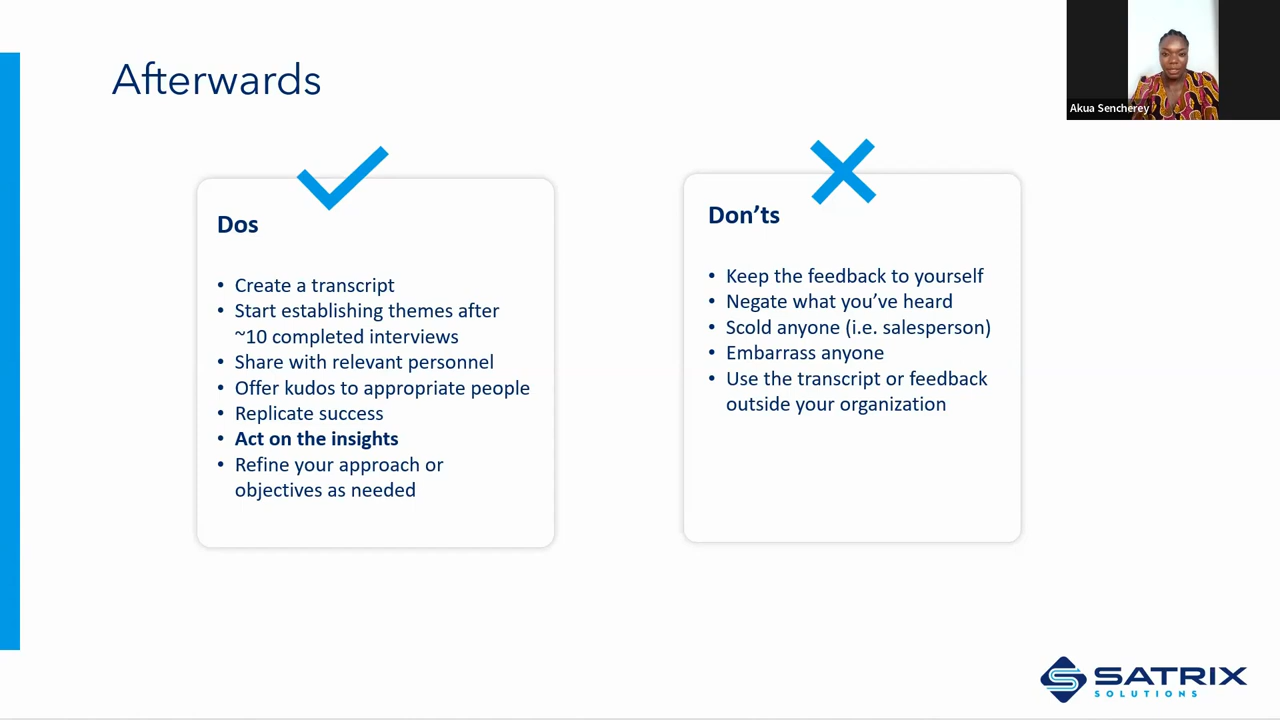 Afterwards
Akua Sencherey
Dos
• Create a transcript
• Start establishing themes after
~10 completed interviews
• Share with relevant personnel
• Offer kudos to appropriate people
• Replicate success
• Act on the insights
• Refine your approach or
objectives as needed
Don’ts
• Keep the feedback to yourself
• Negate what you’ve heard
• Scold anyone (i.e. salesperson)
• Embarrass anyone
• Use the transcript or feedback
outside your organization
SATRIX
SOLUTIONS